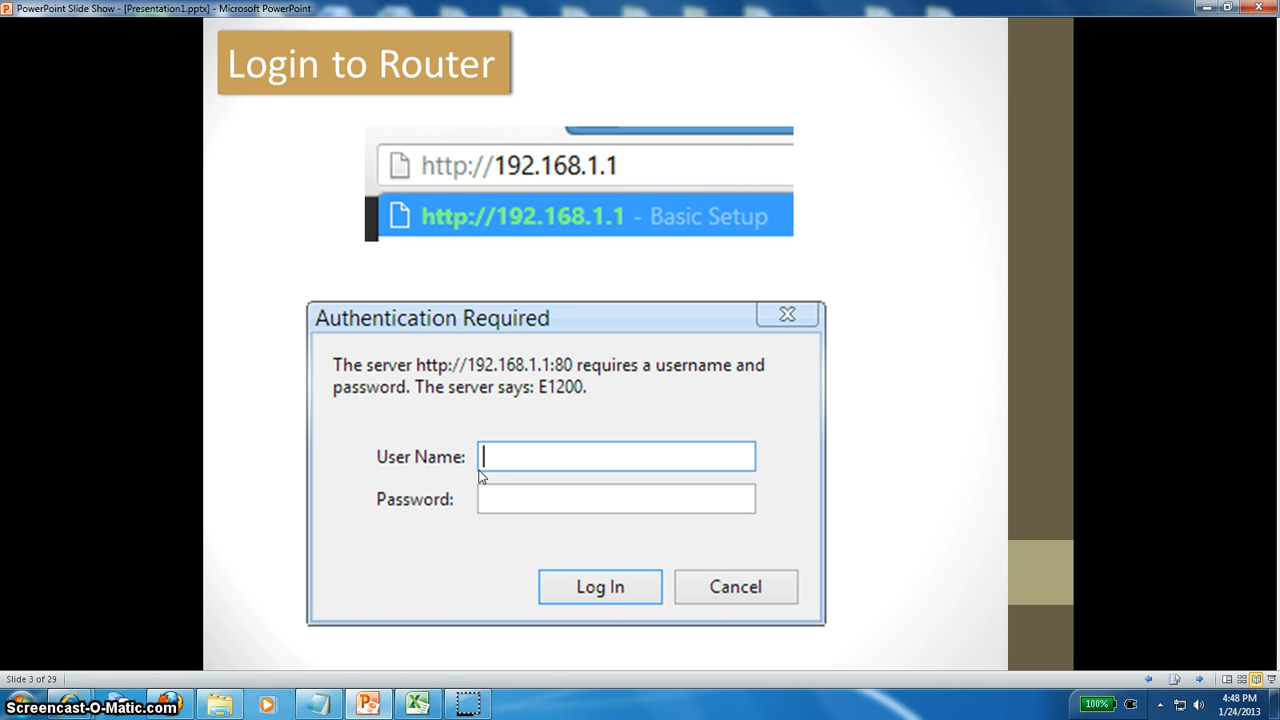 PowerPoint Slide Show - [Presentation1.pptx] - Microsoft PowerPoint
Login to Router
http://192.168.1.1
http://192.168.1.1 - Basic Setup
Authentication Required
The server http://192.168.1.1:80 requires a username and
password. The server says: E1200.
User Name:
Password:
Log In
Cancel
Slide 3 of 29
Screencast-O-Matic.com
100%
4:48 PM
1/24/2013